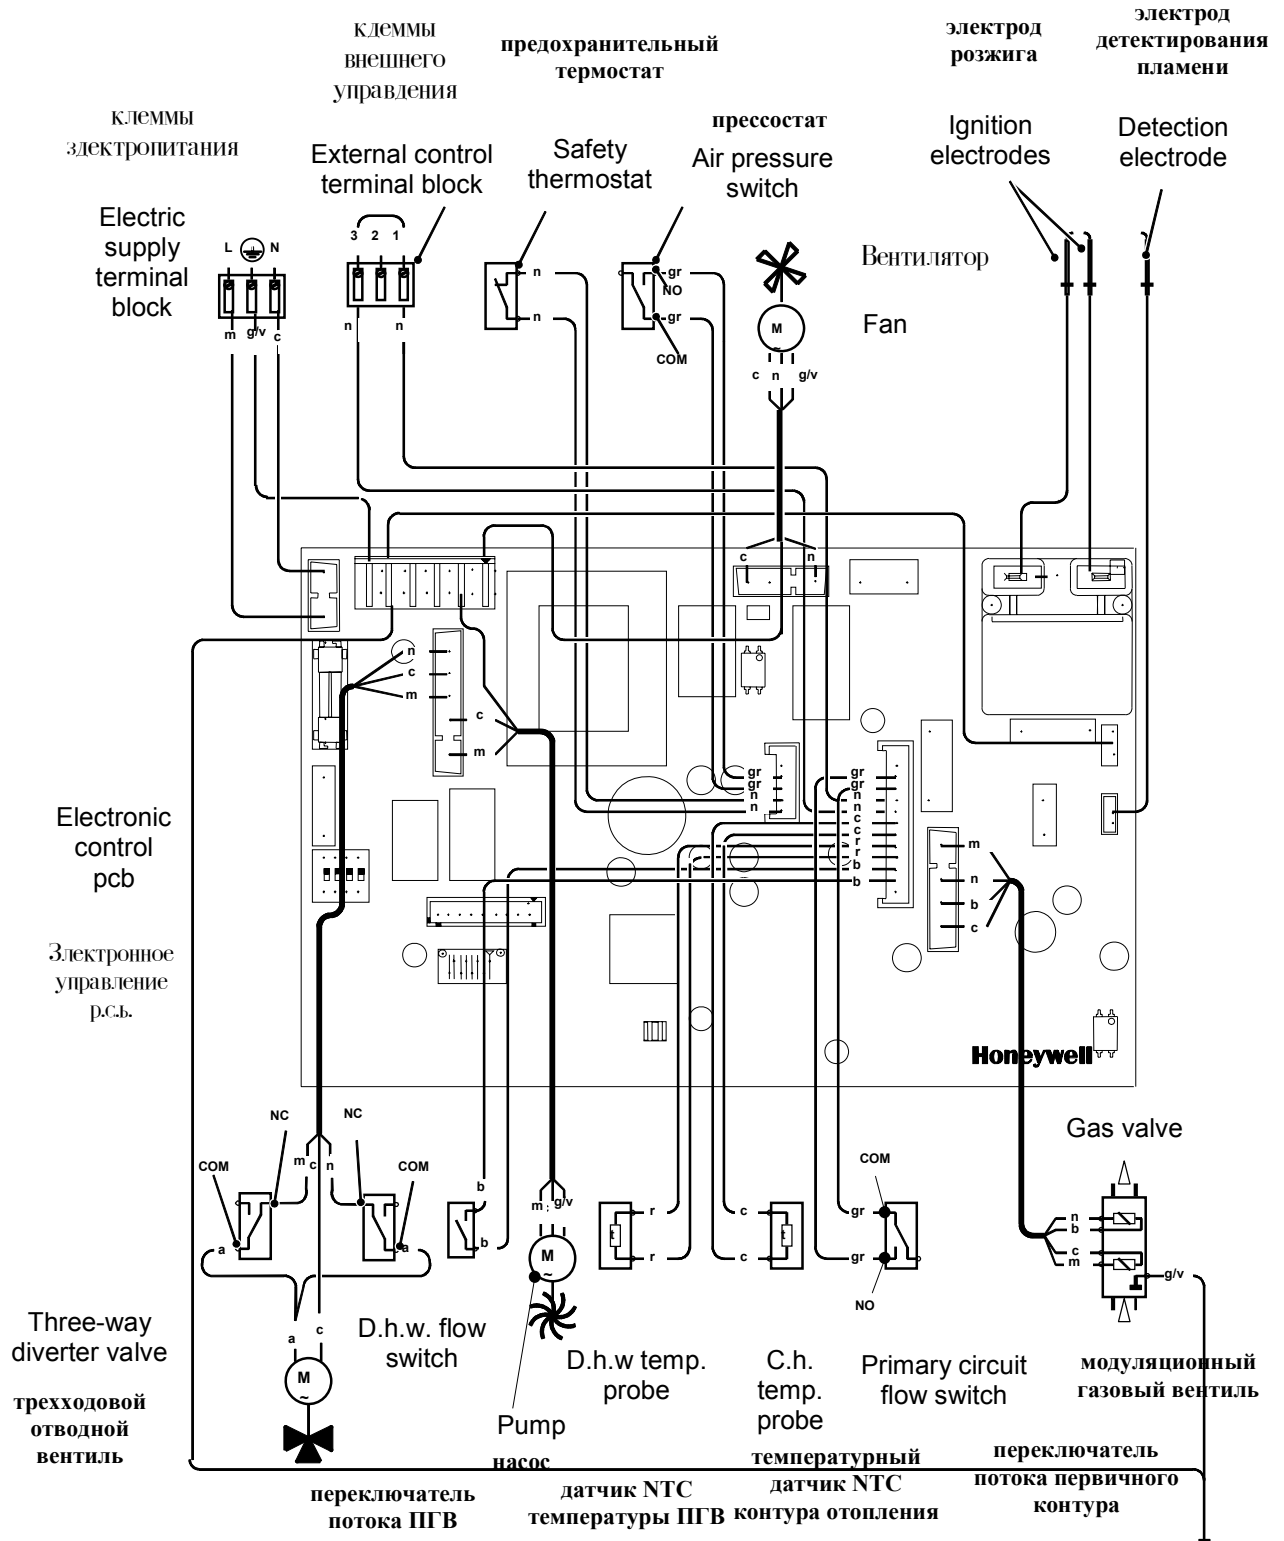 кдеммы
внешнего
управдения
предохранительный
термостат
электрод
розжига
электрод
детектирования
пламени
клеммы
здектропитания
прессостат
External control
terminal block
Safety
thermostat
Air pressure
switch
Ignition
electrodes
Detection
electrode
Electric
supply
terminal
block
L N
3 2 1
n
n
gr
NO
gr
COM
Вентилятор
Fan
M
~
m g/v c
n n
c n g/v
c n
n
c
m
c
m
gr
gr
n
n
gr
gr
n
n
c
c
r
r
b
b
m
n
b
c
Electronic
control
pcb
Злектронное
управление
р.с.ь.
Honeywell
NC
NC
COM
COM
m c n
a
a
b
b
m g/v
M
~
r
r
t
c
c
t
COM
gr
gr
NO
Gas valve
n
b
c
m
g/v
Three-way
diverter valve
трехходовой
отводной
вентиль
a c
M
~
D.h.w. flow
switch
Pump
насос
D.h.w temp.
probe
C.h.
temp.
probe
Primary circuit
flow switch
модуляционный
газовый вентиль
переключатель
потока ПГВ
датчик NTC
температуры ПГВ
температурный
датчик NTC
контура отопления
переключатель
потока первичного
контура